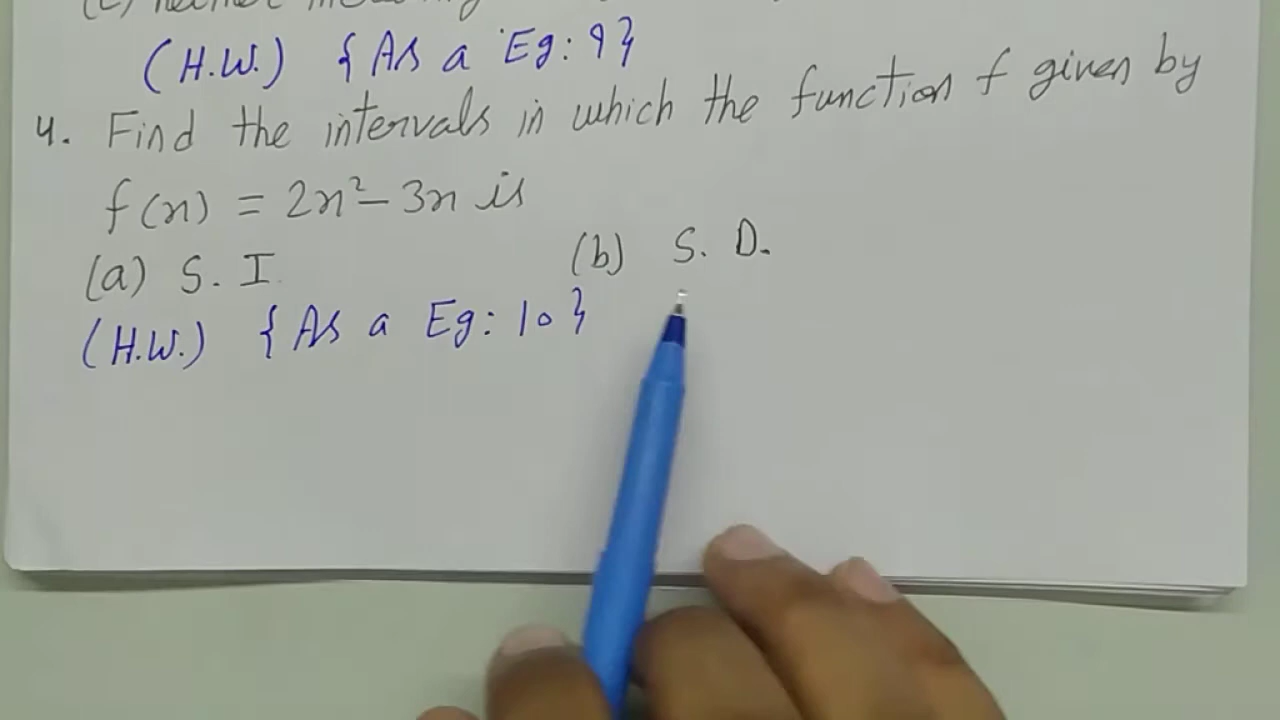 (H.W.) { As a Eg: 9 }
4. Find the intervals in which the function f given by
f(x) = 2x² - 3x is
(a) S. I. (b) S. D.
(H.W.) { As a Eg: 10 }